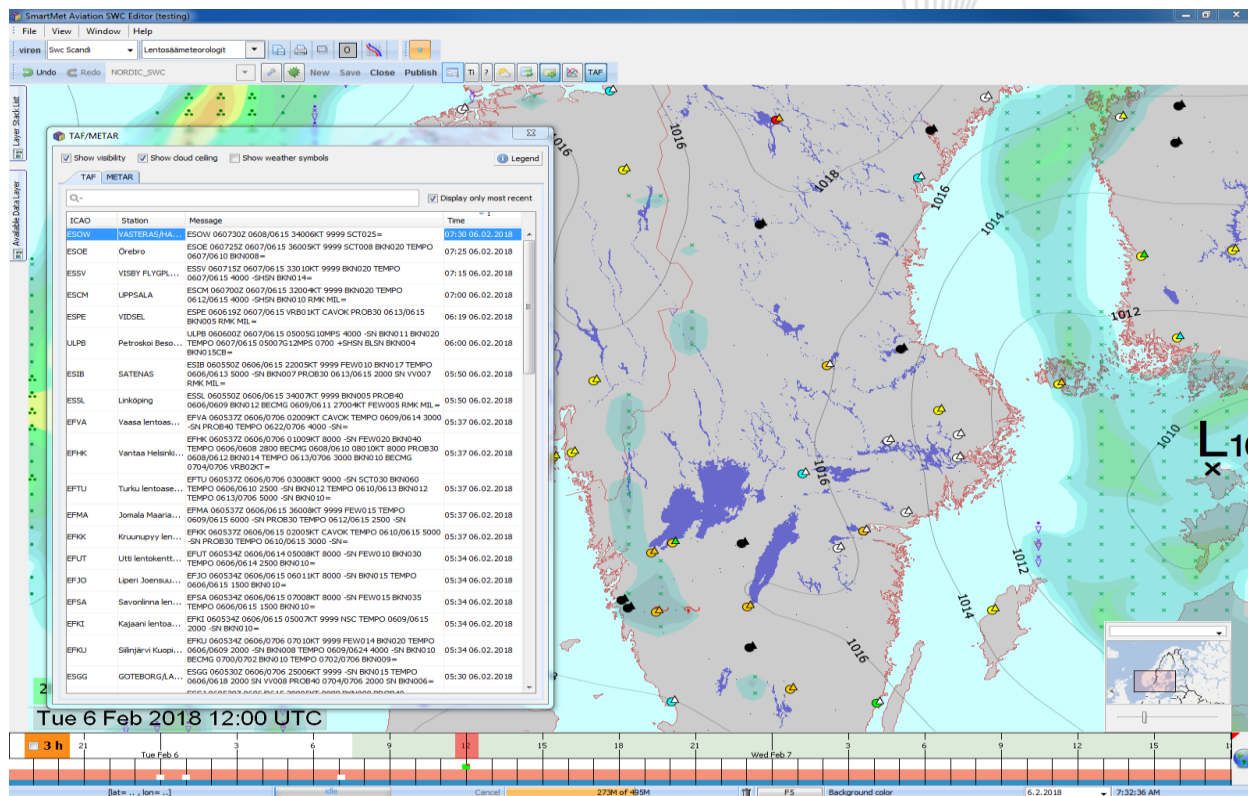 SmartMet Aviation SWC Editor (testing)
File View Window Help
viren Swc Scandi Lentosäämeteorologit
Undo Redo NORDIC_SWC New Save Close Publish TI ? TAF
Layer Stack List
Available Data Layer
TAF/METAR
Show visibility Show cloud ceiling Show weather symbols Legend
TAF METAR
Display only most recent
ICAO Station Message Time 1
ESOW VASTERAS/HA... ESOW 060730Z 0608/0615 34006KT 9999 SCT025= 07:30 06.02.2018
ESOE Örebro ESOE 060725Z 0607/0615 36005KT 9999 SCT008 BKN020 TEMPO 07:25 06.02.2018
0607/0610 BKN008=
ESSV VISBY FLYGPL... ESSV 060715Z 0607/0615 33010KT 9999 BKN020 TEMPO 07:15 06.02.2018
0607/0615 4000 -SHSN BKN014=
ESCM UPPSALA ESCM 060700Z 0607/0615 32004KT 9999 BKN020 TEMPO 07:00 06.02.2018
0612/0615 4000 -SHSN BKN010 RMK MIL=
ESPE VIDSEL ESPE 060619Z 0607/0615 VRB01KT CAVOK PROB30 0613/0615 06:19 06.02.2018
BKN005 RMK MIL=
ULPB Petroskoi Beso... ULPB 060600Z 0607/0615 05005G10MPS 4000 -SN BKN011 BKN020 06:00 06.02.2018
TEMPO 0607/0615 05007G12MPS 0700 +SHSN BLSN BKN004
BKN015CB=
ESIB SATENAS ESIB 060550Z 0606/0615 22005KT 9999 FEW010 BKN017 TEMPO 05:50 06.02.2018
0606/0613 5000 -SN BKN007 PROB30 0613/0615 2000 SN VV007
RMK MIL=
ESSL Linköping ESSL 060550Z 0606/0615 34007KT 9999 BKN005 PROB40 05:50 06.02.2018
0606/0609 BKN012 BECMG 0609/0611 27004KT FEW005 RMK MIL=
EFVA Vaasa lentoas... EFVA 060537Z 0606/0706 02009KT CAVOK TEMPO 0609/0614 3000 05:37 06.02.2018
-SN PROB40 TEMPO 0622/0706 4000 -SN=
EFHK Vantaa Helsinki... EFHK 060537Z 0606/0706 01009KT 8000 -SN FEW020 BKN040 05:37 06.02.2018
TEMPO 0606/0608 2800 BECMG 0608/0610 08010KT 8000 PROB30
0608/0612 BKN014 TEMPO 0613/0706 3000 BKN010 BECMG
0704/0706 VRB02KT=
EFTU Turku lentoase... EFTU 060537Z 0606/0706 03008KT 9000 -SN SCT030 BKN060 05:37 06.02.2018
TEMPO 0606/0610 2500 -SN BKN012 TEMPO 0610/0613 BKN012
TEMPO 0613/0706 5000 -SN BKN010=
EFMA Jomala Maaria... EFMA 060537Z 0606/0615 36008KT 9999 FEW015 TEMPO 05:37 06.02.2018
0609/0615 6000 -SN PROB30 TEMPO 0612/0615 2500 -SN
EFKK Kruunupyy len... EFKK 060537Z 0606/0615 02005KT CAVOK TEMPO 0610/0615 5000 05:37 06.02.2018
-SN PROB30 TEMPO 0610/0615 3000 -SN=
EFUT Utti lentokentt... EFUT 060534Z 0606/0614 05008KT 8000 -SN FEW010 BKN030 05:34 06.02.2018
TEMPO 0606/0614 2500 BKN010=
EFJO Liperi Joensuu... EFJO 060534Z 0606/0615 06011KT 8000 -SN BKN015 TEMPO 05:34 06.02.2018
0606/0615 1500 BKN010=
EFSA Savonlinna len... EFSA 060534Z 0606/0615 07008KT 8000 -SN FEW015 BKN035 05:34 06.02.2018
TEMPO 0606/0615 1500 BKN010=
EFKI Kajaani lentoa... EFKI 060534Z 0606/0615 05007KT 9999 NSC TEMPO 0609/0615 05:34 06.02.2018
2000 -SN BKN010=
EFKU Siilinjärvi Kuopi... EFKU 060534Z 0606/0706 07010KT 9999 FEW014 BKN020 TEMPO 05:34 06.02.2018
0606/0609 2000 -SN BKN008 TEMPO 0609/0624 4000 -SN BKN010
BECMG 0700/0702 BKN010 TEMPO 0702/0706 BKN009=
ESGG GOTEBORG/LA... ESGG 060530Z 0606/0706 25006KT 9999 -SN BKN015 TEMPO 05:30 06.02.2018
0606/0618 2000 SN VV008 PROB40 0704/0706 2000 SN BKN006=
1016
1016
1018
1016
1014
1012
1010
L 10
1016
1012
1014
1016
2
Tue 6 Feb 2018 12:00 UTC
3 h 21 3 6 9 12 15 18 21 3 6 9 12 15 18
Tue Feb 6 Wed Feb 7
[lat= .. , lon= ..] Idle Cancel 273M of 495M F5 Background color 6.2.2018 7:32:36 AM